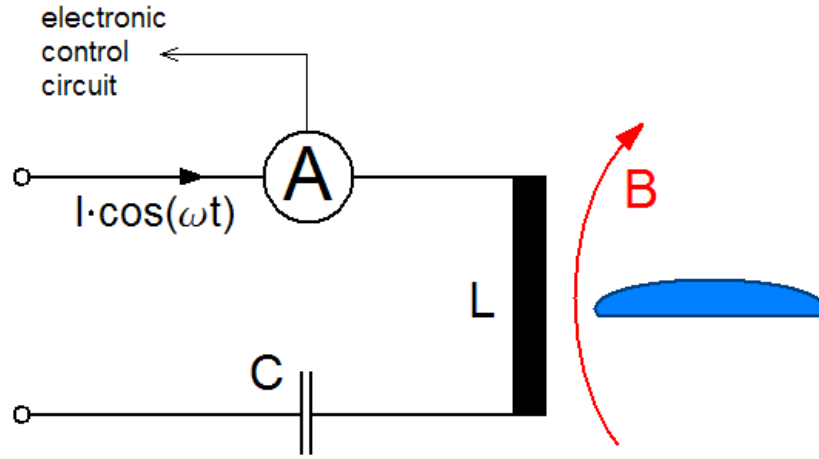 electronic
control
circuit
A
I·cos(ωt)
B
L
C